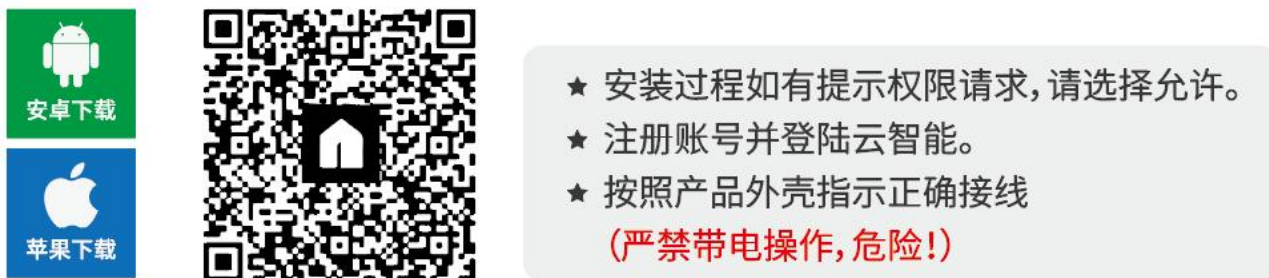 安卓下载
苹果下载
★ 安装过程如有提示权限请求,请选择允许。
★ 注册账号并登陆云智能。
★ 按照产品外壳指示正确接线
(严禁带电操作,危险!)